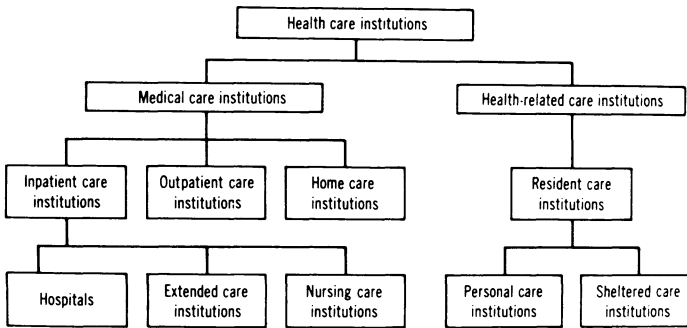 Health care institutions
Medical care institutions
Health-related care institutions
Inpatient care
institutions
Outpatient care
institutions
Home care
institutions
Resident care
institutions
Hospitals
Extended care
institutions
Nursing care
institutions
Personal care
institutions
Sheltered care
institutions